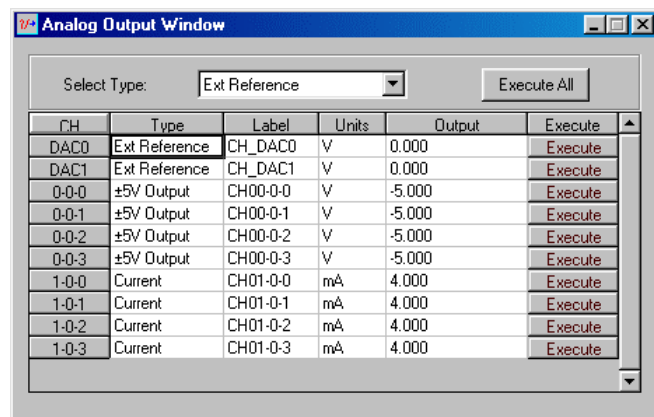 Analog Output Window
Select Type: Ext Reference Execute All
CH Type Label Units Output Execute
DAC0 Ext Reference CH_DAC0 V 0.000 Execute
DAC1 Ext Reference CH_DAC1 V 0.000 Execute
0-0-0 ±5V Output CH00-0-0 V -5.000 Execute
0-0-1 ±5V Output CH00-0-1 V -5.000 Execute
0-0-2 ±5V Output CH00-0-2 V -5.000 Execute
0-0-3 ±5V Output CH00-0-3 V -5.000 Execute
1-0-0 Current CH01-0-0 mA 4.000 Execute
1-0-1 Current CH01-0-1 mA 4.000 Execute
1-0-2 Current CH01-0-2 mA 4.000 Execute
1-0-3 Current CH01-0-3 mA 4.000 Execute